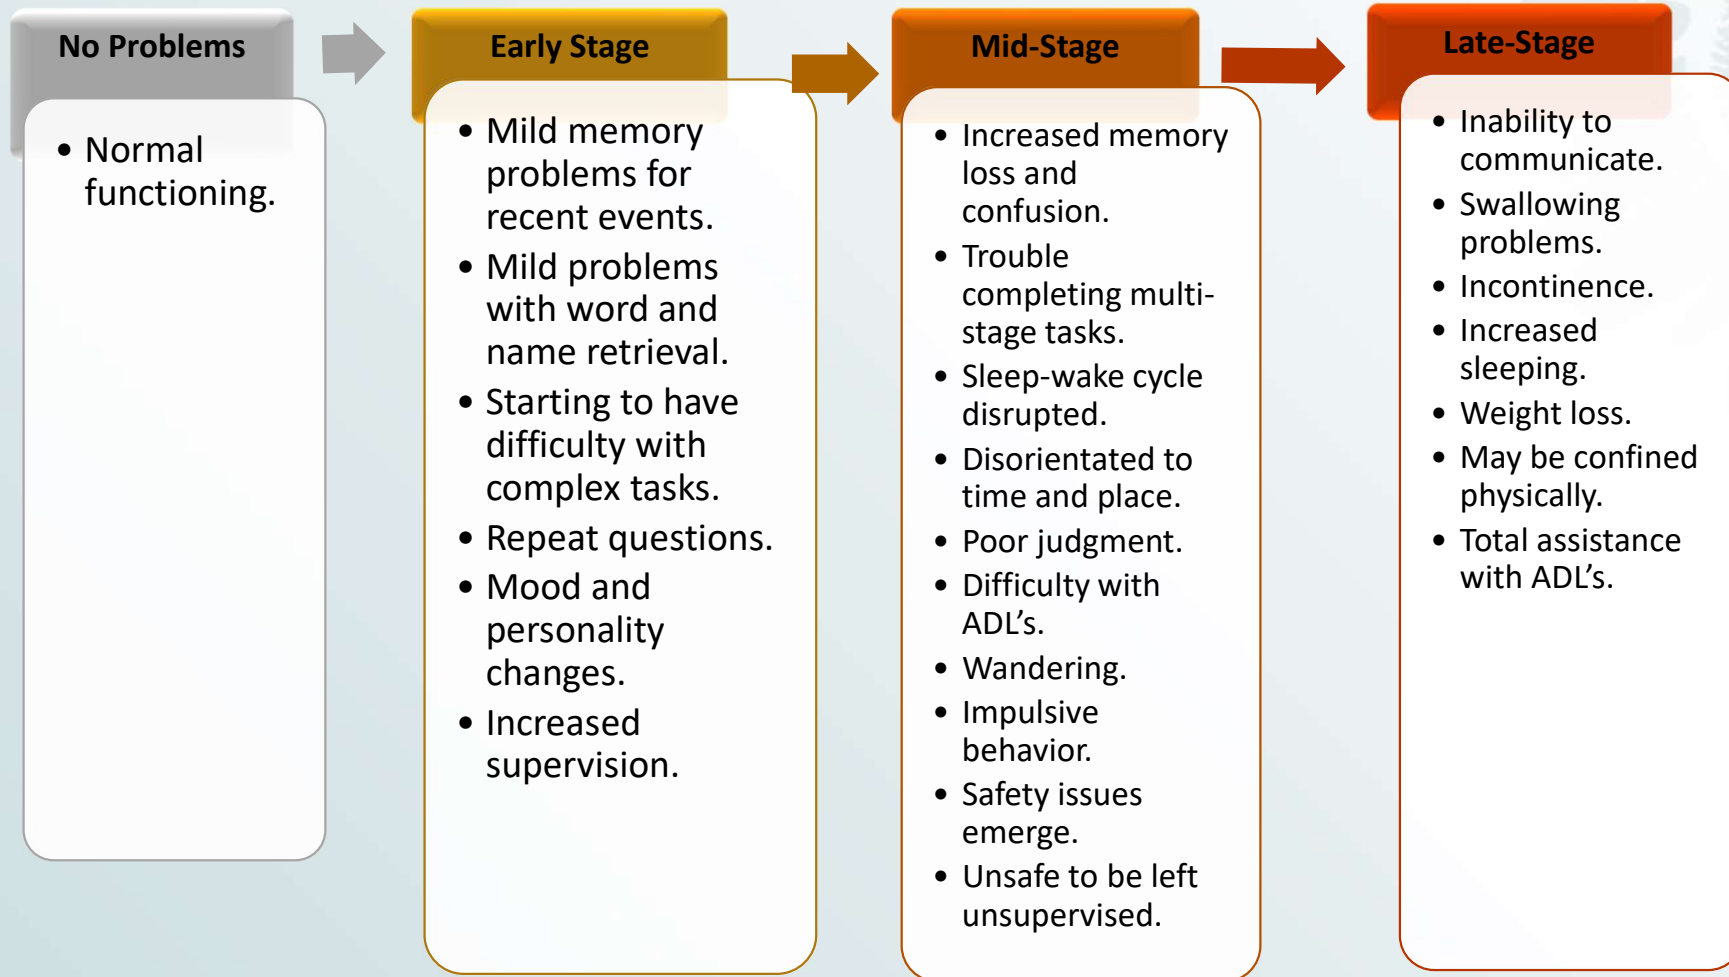 No Problems
• Normal
functioning.
Early Stage
• Mild memory
problems for
recent events.
• Mild problems
with word and
name retrieval.
• Starting to have
difficulty with
complex tasks.
• Repeat questions.
• Mood and
personality
changes.
• Increased
supervision.
Mid-Stage
• Increased memory
loss and
confusion.
• Trouble
completing multi-
stage tasks.
• Sleep-wake cycle
disrupted.
• Disorientated to
time and place.
• Poor judgment.
• Difficulty with
ADL’s.
• Wandering.
• Impulsive
behavior.
• Safety issues
emerge.
• Unsafe to be left
unsupervised.
Late-Stage
• Inability to
communicate.
• Swallowing
problems.
• Incontinence.
• Increased
sleeping.
• Weight loss.
• May be confined
physically.
• Total assistance
with ADL’s.